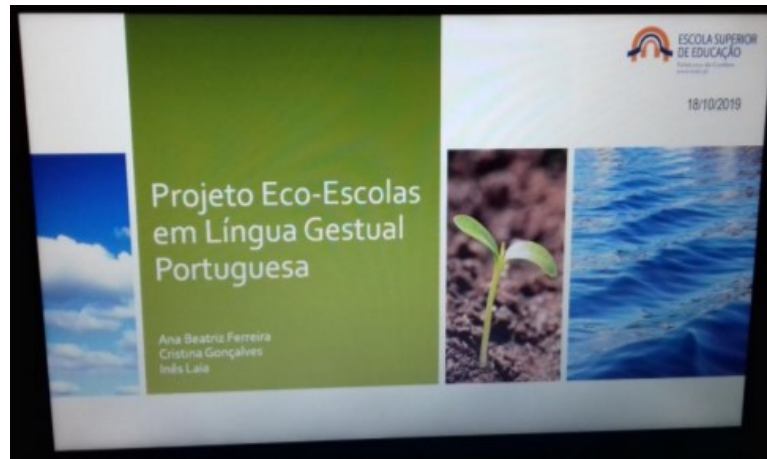 ESCOLA SUPERIOR
DE EDUCAÇÃO
18/10/2019
Projeto Eco-Escolas
em Língua Gestual
Portuguesa
Ana Beatriz Ferreira
Cristina Gonçalves
Inês Laia